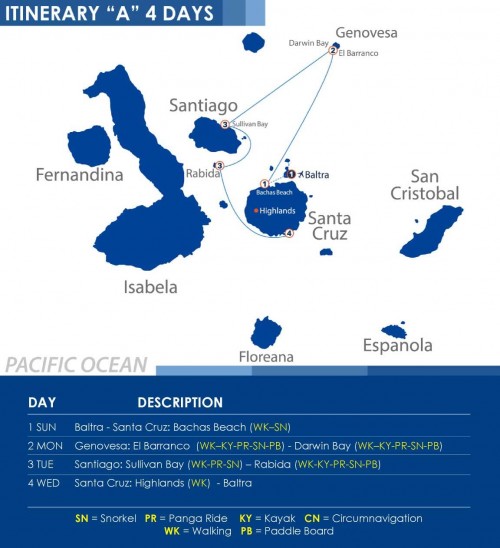 ITINERARY “A” 4 DAYS
Genovesa
Darwin Bay
2
El Barranco
Santiago
3
Sullivan Bay
Fernandina
3
Rabida
1
Baltra
1
Bachas Beach
San
Cristobal
Highlands
Santa
Cruz
4
Isabela
Floreana
Espanola
PACIFIC OCEAN
DAY DESCRIPTION
1 SUN Baltra - Santa Cruz: Bachas Beach (WK–SN)
2 MON Genovesa: El Barranco (WK–KY-PR-SN-PB) - Darwin Bay (WK–KY-PR-SN-PB)
3 TUE Santiago: Sullivan Bay (WK-PR-SN) – Rabida (WK-KY-PR-SN-PB)
4 WED Santa Cruz: Highlands (WK) - Baltra
SN = Snorkel PR = Panga Ride KY = Kayak CN = Circumnavigation
WK = Walking PB = Paddle Board